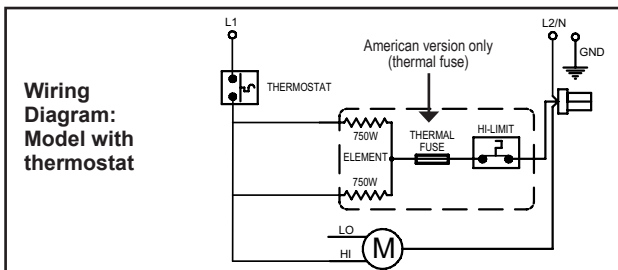 L1
L2/N
GND
American version only
(thermal fuse)
Wiring
Diagram:
Model with
thermostat
THERMOSTAT
750W
ELEMENT
THERMAL
FUSE
HI-LIMIT
750W
LO
HI
M